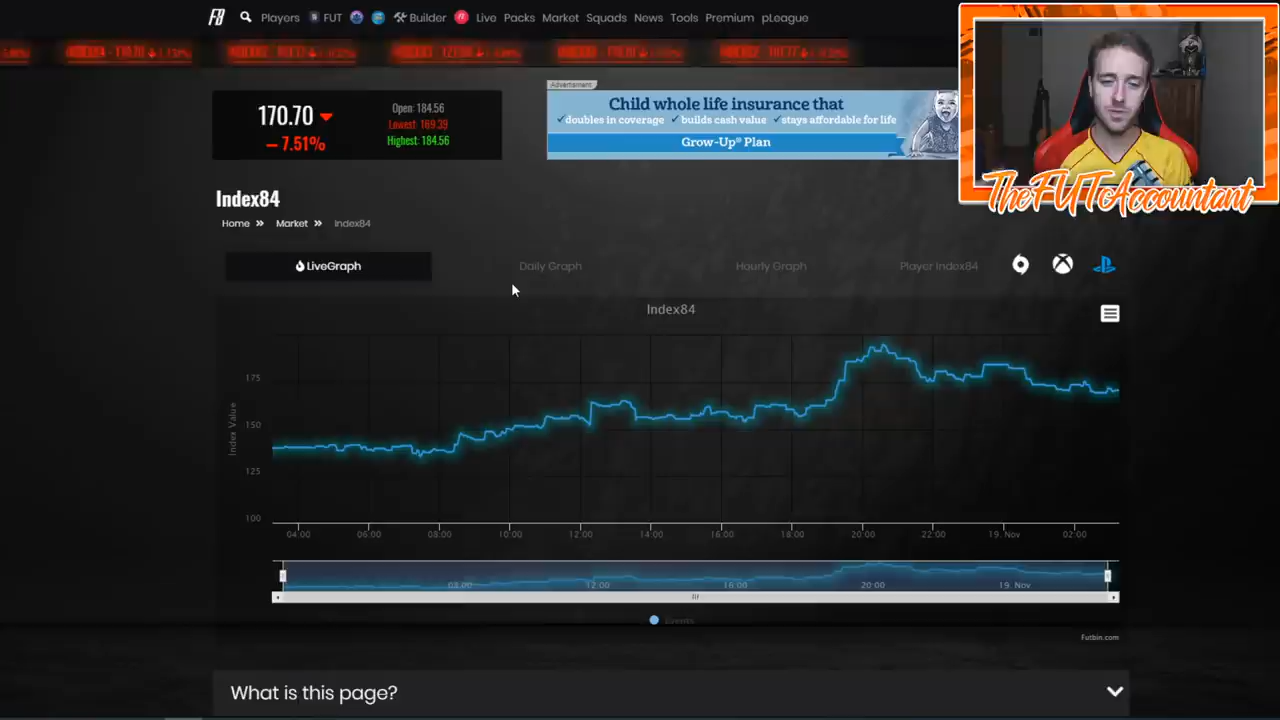 F8 Players FUT Builder Live Packs Market Squads News Tools Premium pLeague
170.70
– 7.51%
Open: 184.56
Lowest: 169.39
Highest: 184.56
Advertisement
Child whole life insurance that
✓doubles in coverage ✓builds cash value ✓stays affordable for life
Grow-Up® Plan
TheFUTAccountant
Index84
Home » Market » Index84
LiveGraph Daily Graph Hourly Graph Player Index84
Index84
Index Value
175
150
125
100
04:00 06:00 08:00 10:00 12:00 14:00 16:00 18:00 20:00 22:00 19. Nov 02:00
08:00 12:00 16:00 20:00 19. Nov
Events
Futbin.com
What is this page?